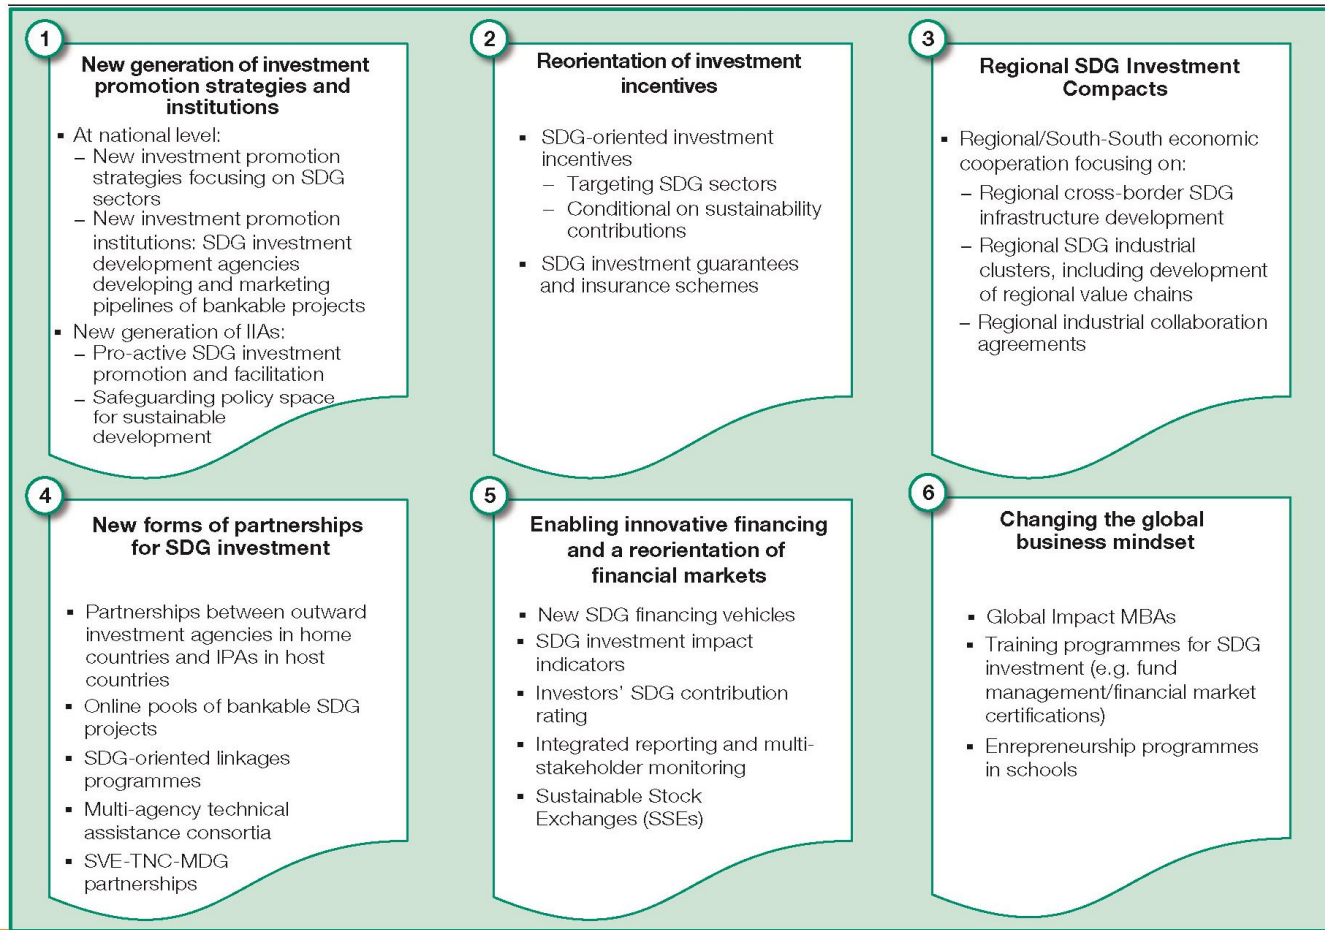 1
New generation of investment
promotion strategies and
institutions
▪ At national level:
– New investment promotion
strategies focusing on SDG
sectors
– New investment promotion
institutions: SDG investment
development agencies
developing and marketing
pipelines of bankable projects
▪ New generation of IIAs:
– Pro-active SDG investment
promotion and facilitation
– Safeguarding policy space
for sustainable
development
2
Reorientation of investment
incentives
▪ SDG-oriented investment
incentives
– Targeting SDG sectors
– Conditional on sustainability
contributions
▪ SDG investment guarantees
and insurance schemes
3
Regional SDG Investment
Compacts
▪ Regional/South-South economic
cooperation focusing on:
– Regional cross-border SDG
infrastructure development
– Regional SDG industrial
clusters, including development
of regional value chains
– Regional industrial collaboration
agreements
4
New forms of partnerships
for SDG investment
▪ Partnerships between outward
investment agencies in home
countries and IPAs in host
countries
▪ Online pools of bankable SDG
projects
▪ SDG-oriented linkages
programmes
▪ Multi-agency technical
assistance consortia
▪ SVE-TNC-MDG
partnerships
5
Enabling innovative financing
and a reorientation of
financial markets
▪ New SDG financing vehicles
▪ SDG investment impact
indicators
▪ Investors' SDG contribution
rating
▪ Integrated reporting and multi-
stakeholder monitoring
▪ Sustainable Stock
Exchanges (SSEs)
6
Changing the global
business mindset
▪ Global Impact MBAs
▪ Training programmes for SDG
investment (e.g. fund
management/financial market
certifications)
▪ Enrepreneurship programmes
in schools